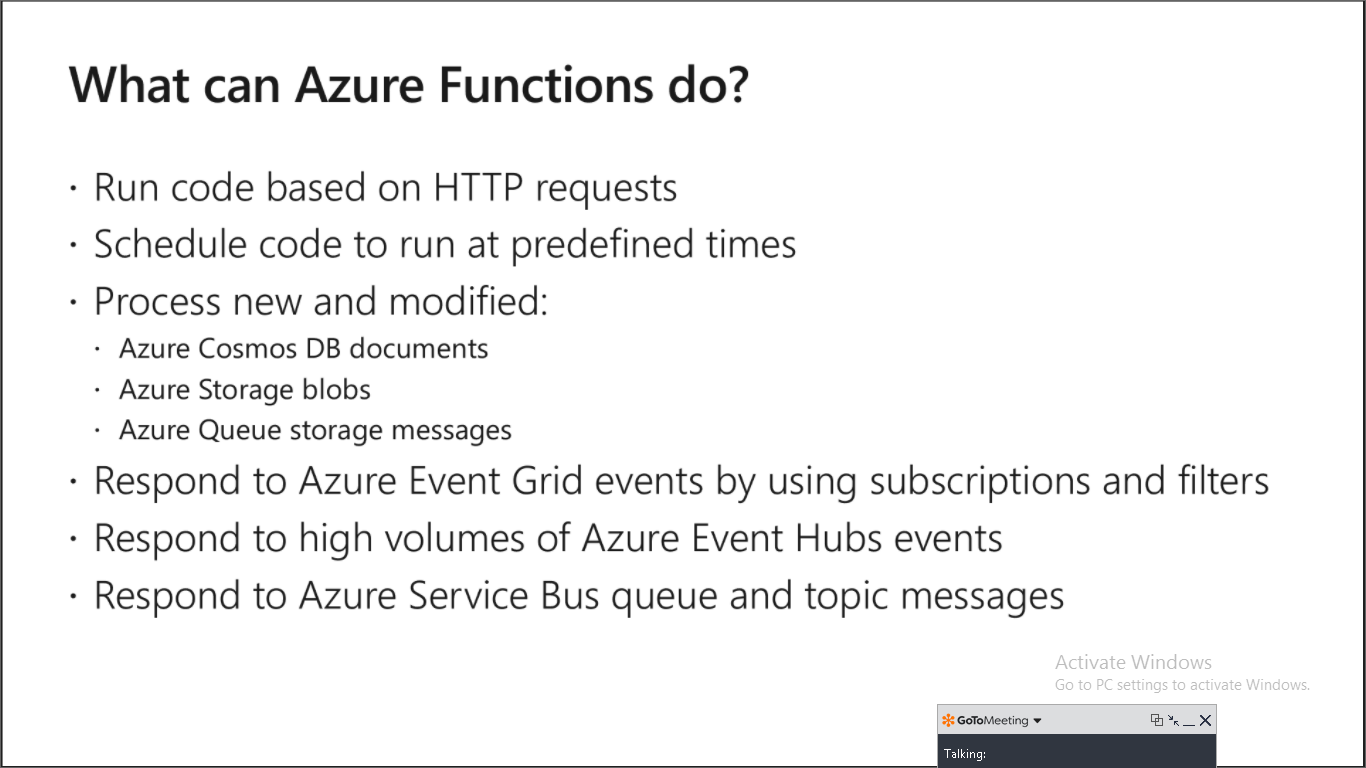 What can Azure Functions do?
· Run code based on HTTP requests
· Schedule code to run at predefined times
· Process new and modified:
· Azure Cosmos DB documents
· Azure Storage blobs
· Azure Queue storage messages
· Respond to Azure Event Grid events by using subscriptions and filters
· Respond to high volumes of Azure Event Hubs events
· Respond to Azure Service Bus queue and topic messages
Activate Windows
Go to PC settings to activate Windows.
GoToMeeting
Talking: